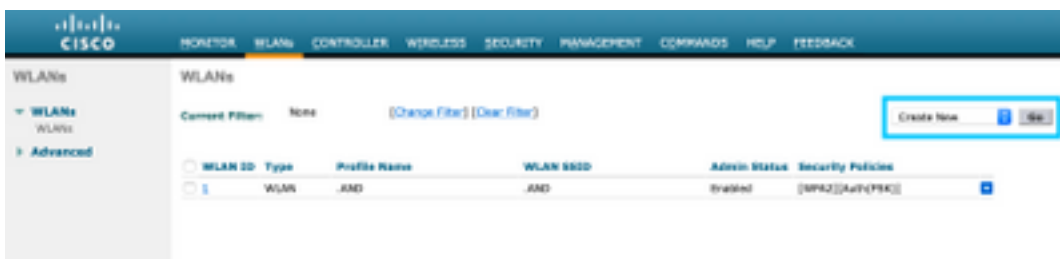 CISCO
MONITOR WLANs CONTROLLER WIRELESS SECURITY MANAGEMENT COMMANDS HELP FEEDBACK
WLANs
WLANs
WLANs
WLANs
Advanced
Current Filter: None [Change Filter] [Clear Filter]
Create New Go
WLAN ID Type Profile Name WLAN SSID Admin Status Security Policies
1 WLAN .AND .AND Enabled [WPA2][Auth(PSK)]